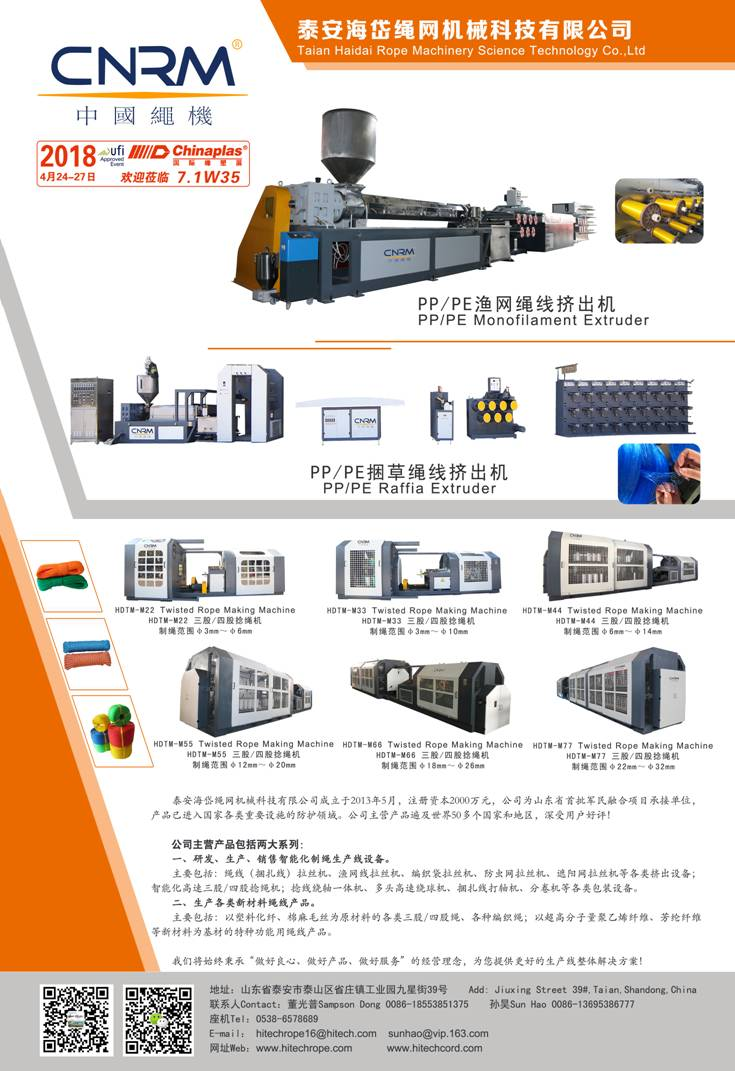 泰安海岱绳网机械科技有限公司
Taian Haidai Rope Machinery Science Technology Co.,Ltd
CNRM®
中國繩機
2018 ufi Approved Event Chinaplas® 国际橡塑展
4月24-27日 欢迎莅临 7.1W35
CNRM
PP/PE渔网绳线挤出机
PP/PE Monofilament Extruder
CNRM
PP/PE捆草绳线挤出机
PP/PE Raffia Extruder
CNRM
CNRM
CNRM
HDTM-M22 Twisted Rope Making Machine
HDTM-M22 三股/四股捻绳机
制绳范围φ3mm～φ6mm
HDTM-M33 Twisted Rope Making Machine
HDTM-M33 三股/四股捻绳机
制绳范围φ3mm～φ10mm
HDTM-M44 Twisted Rope Making Machine
HDTM-M44 三股/四股捻绳机
制绳范围φ6mm～φ14mm
HDTM-M55 Twisted Rope Making Machine
HDTM-M55 三股/四股捻绳机
制绳范围φ12mm～φ20mm
HDTM-M66 Twisted Rope Making Machine
HDTM-M66 三股/四股捻绳机
制绳范围φ18mm～φ26mm
HDTM-M77 Twisted Rope Making Machine
HDTM-M77 三股/四股捻绳机
制绳范围φ22mm～φ32mm
泰安海岱绳网机械科技有限公司成立于2013年5月，注册资本2000万元，公司为山东省首批军民融合项目承接单位，
产品已进入国家各类重要设施的防护领域。公司主营产品遍及世界50多个国家和地区，深受用户好评！
公司主营产品包括两大系列：
一、研发、生产、销售智能化制绳生产线设备。
主要包括：绳线（捆扎线）拉丝机、渔网线拉丝机、编织袋拉丝机、防虫网拉丝机、遮阳网拉丝机等各类挤出设备；
智能化高速三股/四股捻绳机；捻线绕轴一体机、多头高速绕球机、捆扎线打轴机、分卷机等各类包装设备。
二、生产各类新材料绳线产品。
主要包括：以塑料化纤、棉麻毛丝为原材料的各类三股/四股绳、各种编织绳；以超高分子量聚乙烯纤维、芳纶纤维
等新材料为基材的特种功能用绳线产品。
我们将始终秉承“做好良心、做好产品、做好服务”的经营理念，为您提供更好的生产线整体解决方案！
地址：山东省泰安市泰山区省庄镇工业园九星街39号 Add: Jiuxing Street 39#,Taian,Shandong,China
联系人Contact：董光普Sampson Dong 0086-18553851375 孙昊Sun Hao 0086-13695386777
座机Tel：0538-6578689
E-mail： hitechrope16@hitech.com sunhao@vip.163.com
网址Web：www.hitechrope.com www.hitechcord.com